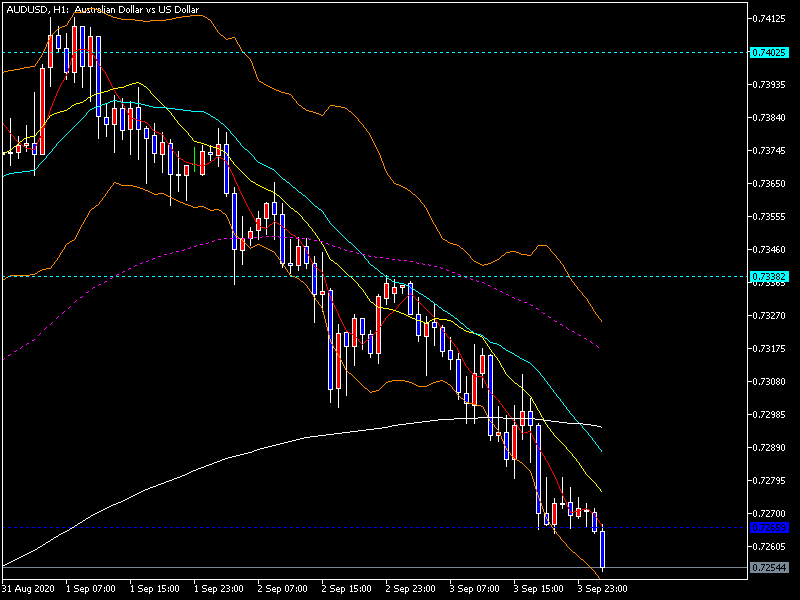 AUDUSD, H1: Australian Dollar vs US Dollar
0.74125
0.74025
0.73935
0.73840
0.73745
0.73650
0.73555
0.73460
0.73382
0.73365
0.73270
0.73175
0.73080
0.72985
0.72890
0.72795
0.72700
0.72605
0.72544
31 Aug 2020
1 Sep 07:00
1 Sep 15:00
1 Sep 23:00
2 Sep 07:00
2 Sep 15:00
2 Sep 23:00
3 Sep 07:00
3 Sep 15:00
3 Sep 23:00